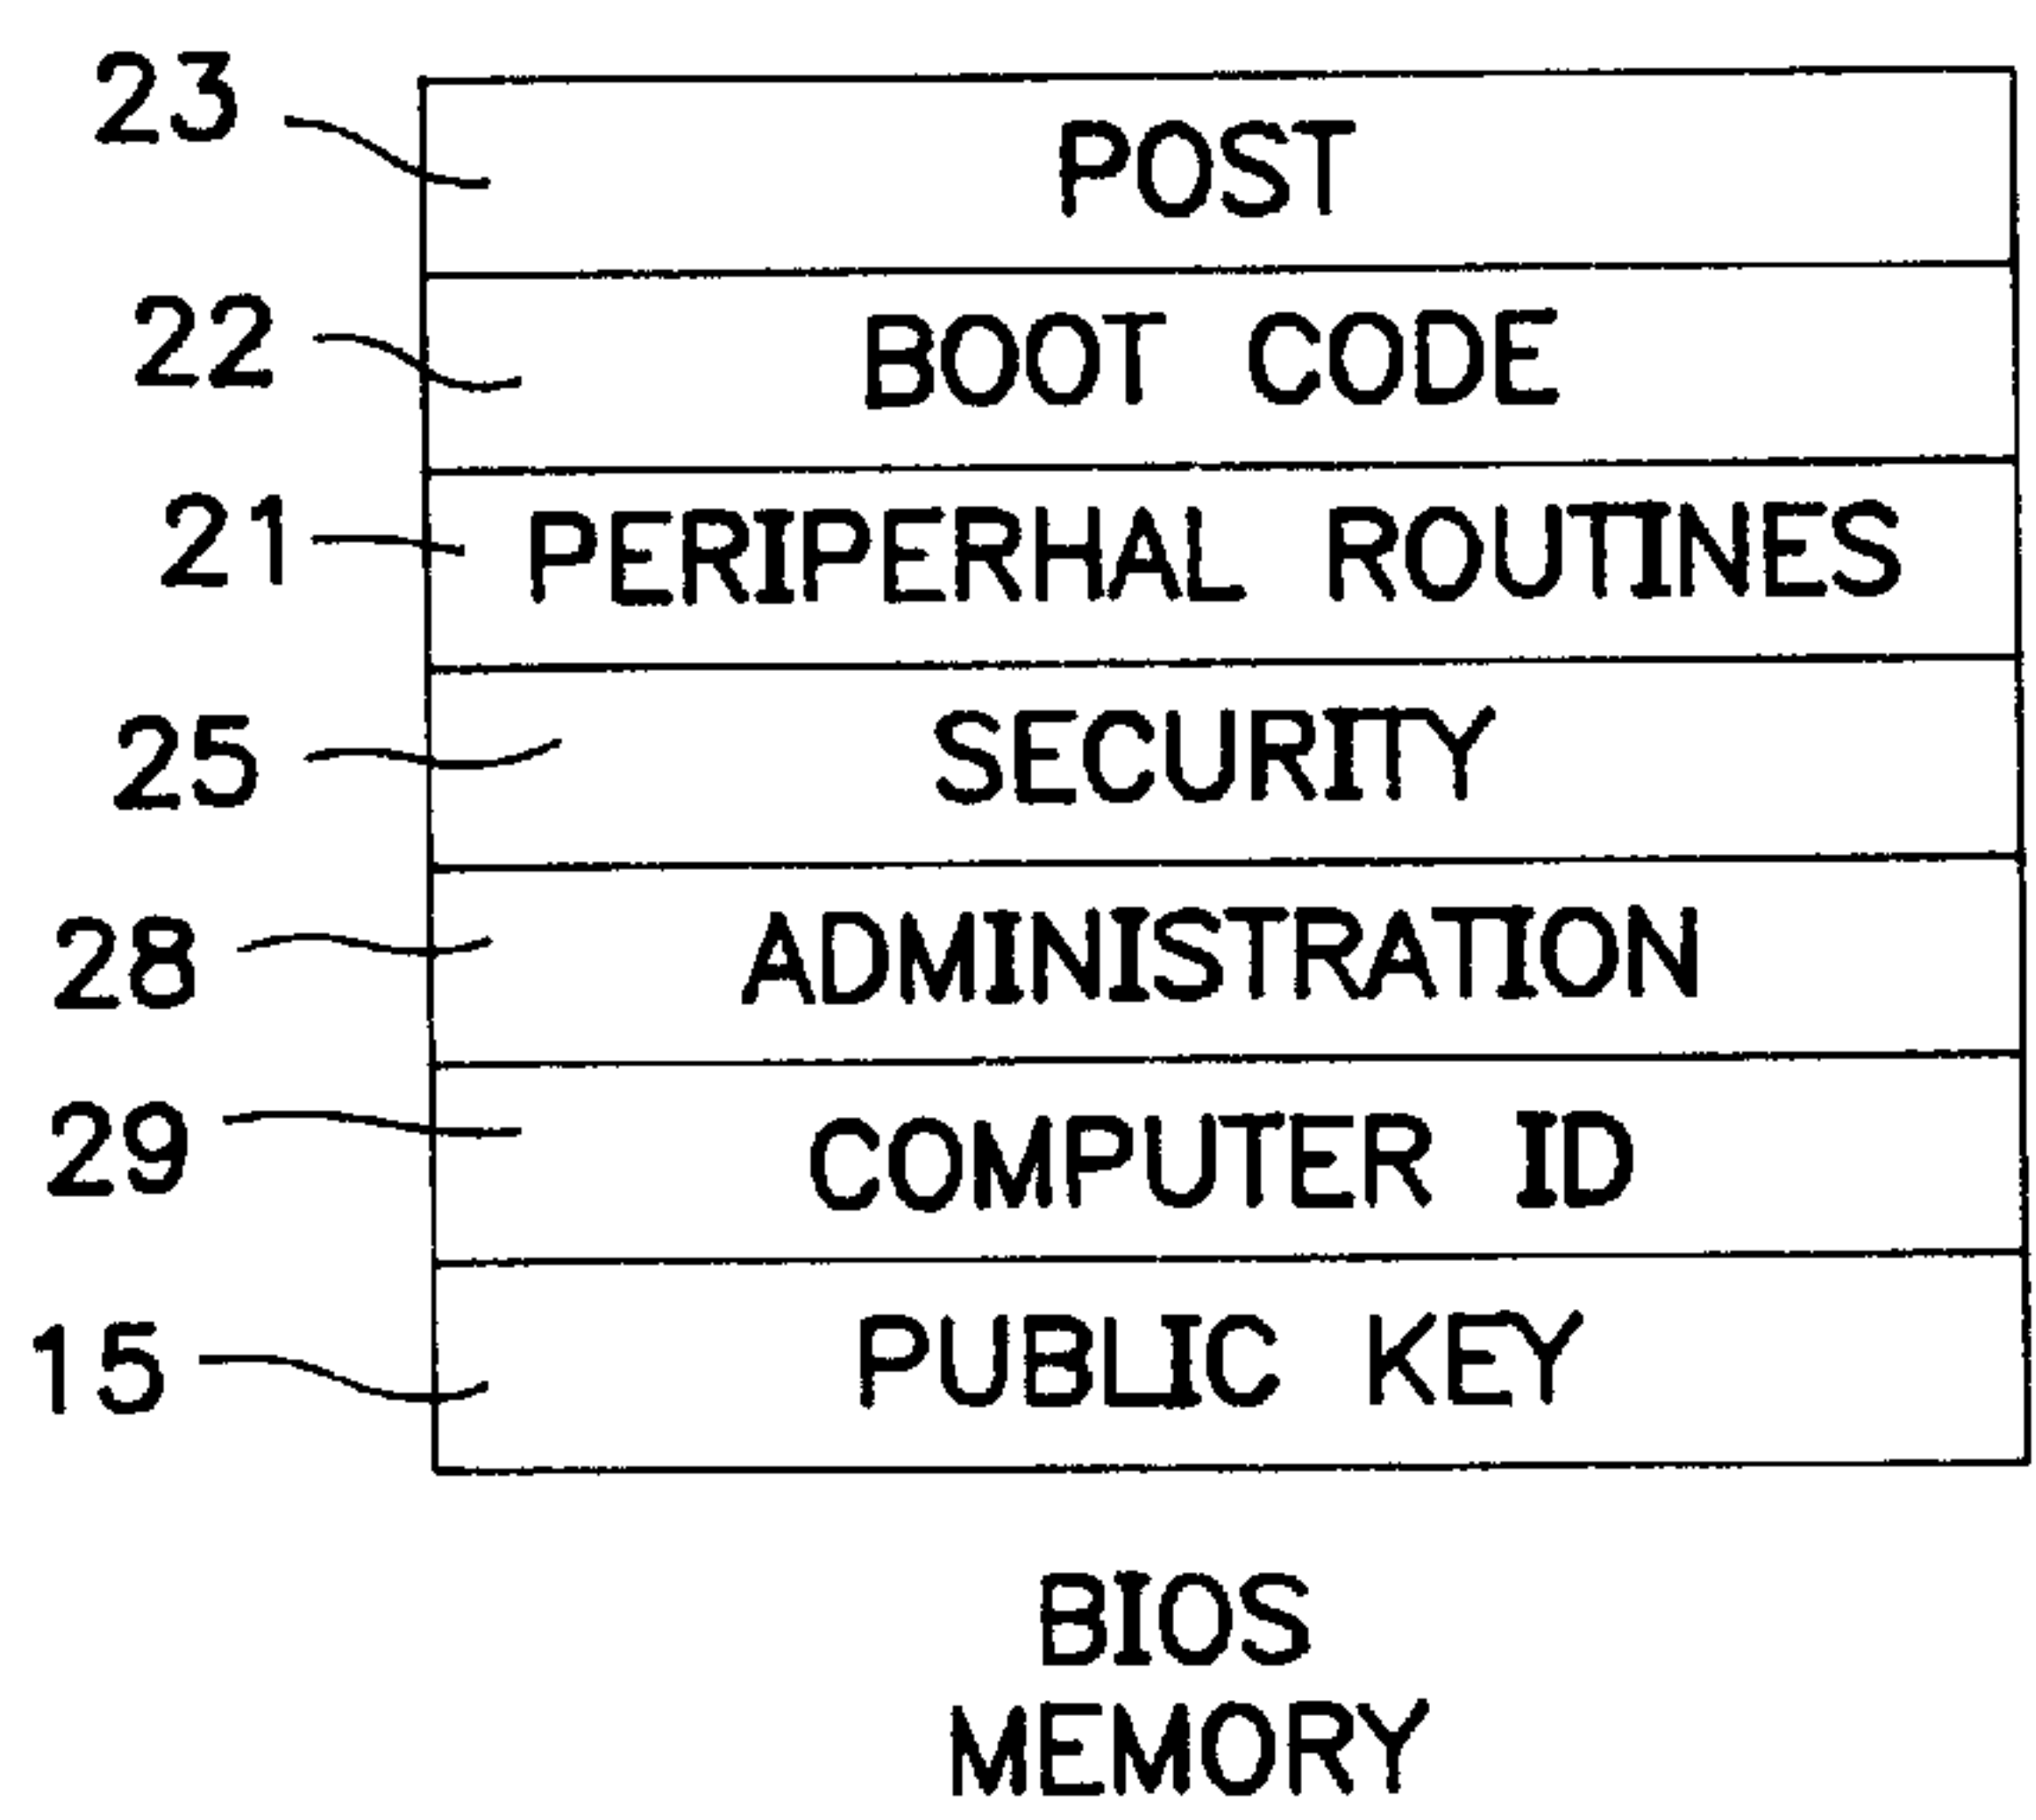 23 POST
22 BOOT CODE
21 PERIPERHAL ROUTINES
25 SECURITY
28 ADMINISTRATION
29 COMPUTER ID
15 PUBLIC KEY
BIOS
MEMORY